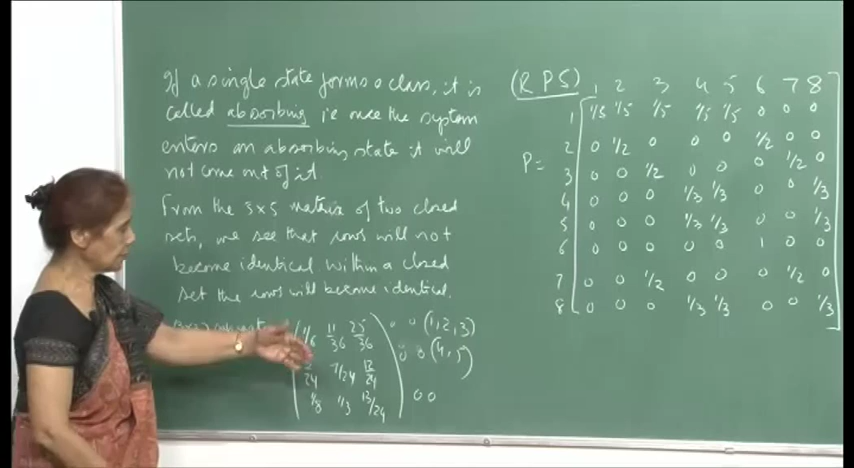 If a single state forms a class, it is
called absorbing i.e once the system
enters an absorbing state it will
not come out of it.
From the 5x5 matrix of two closed
sets, we see that rows will not
become identical. Within a closed
set the rows will become identical.
1/6 11/36 25/36 0 0 (1,2,3)
24 7/24 12/24 0 0 (4,5)
1/8 1/3 13/24 0 0
(R P S)
1 2 3 4 5 6 7 8
P =
1 1/5 1/5 1/5 1/5 1/5 0 0 0
2 0 1/2 0 0 0 1/2 0 0
3 0 0 1/2 0 0 0 1/2 0
4 0 0 0 1/3 1/3 0 0 1/3
5 0 0 0 1/3 1/3 0 0 1/3
6 0 0 0 0 0 1 0 0
7 0 0 1/2 0 0 0 1/2 0
8 0 0 0 1/3 1/3 0 0 1/3